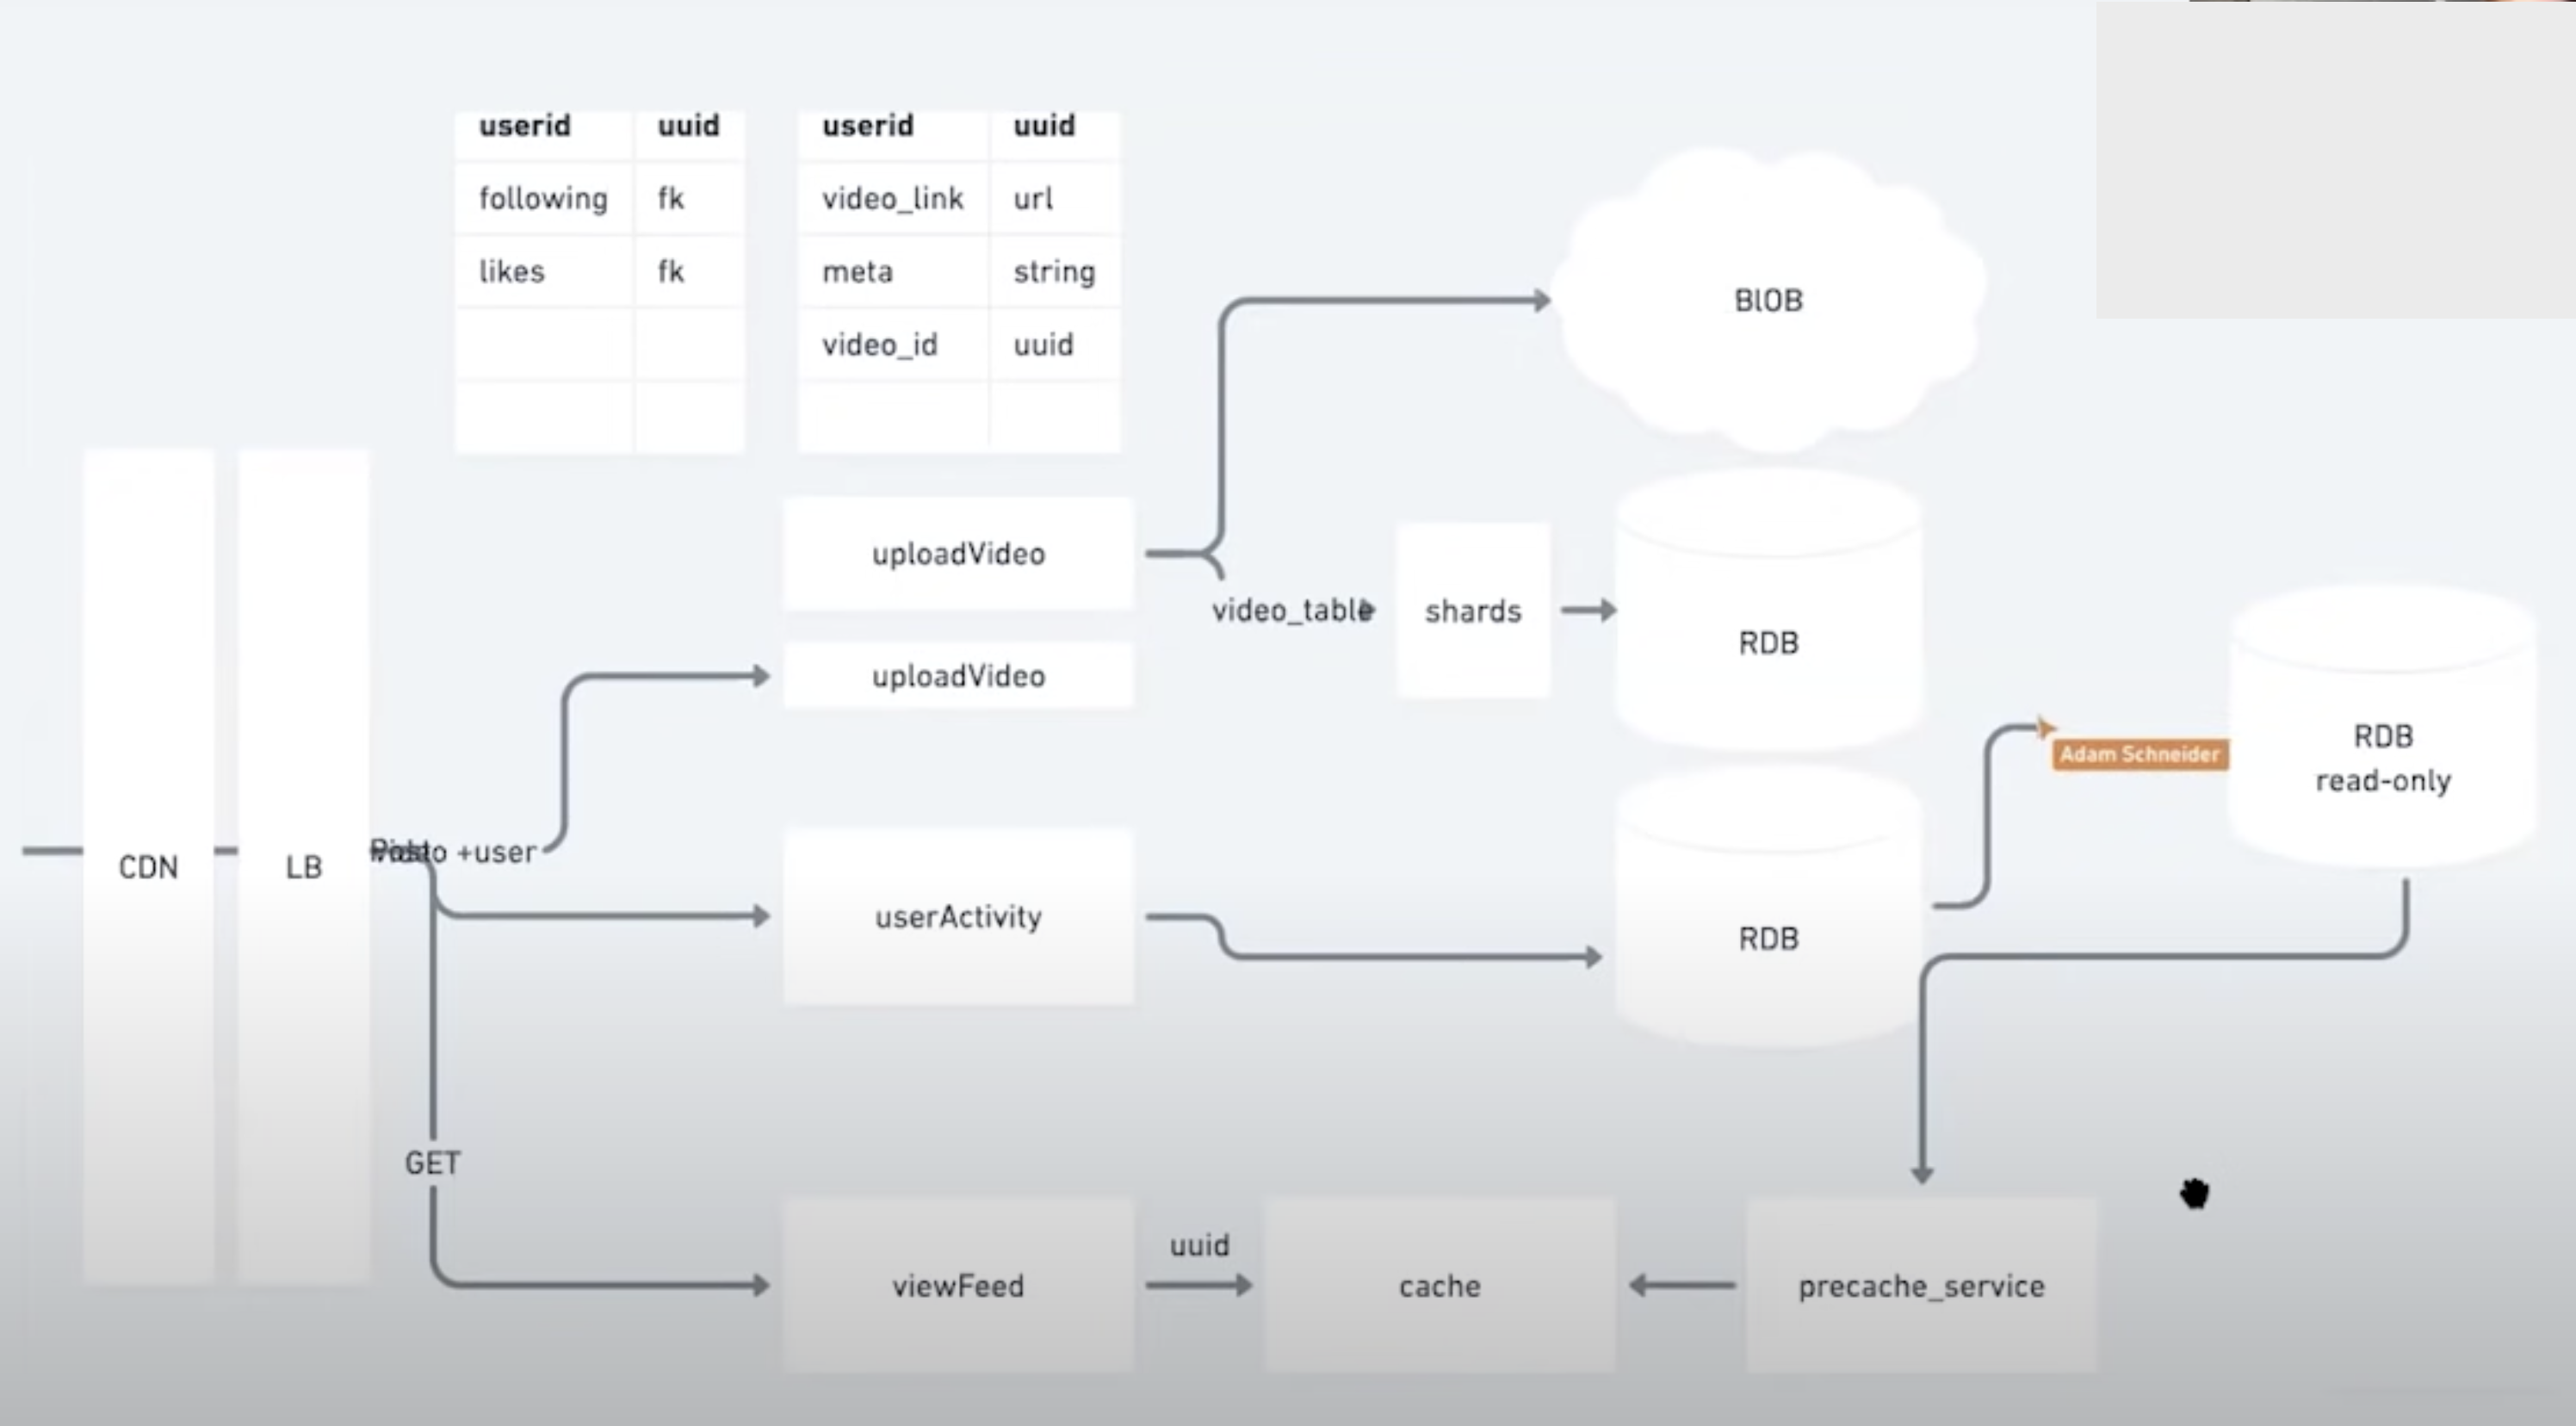 userid uuid
following fk
likes fk
userid uuid
video_link url
meta string
video_id uuid
BlOB
uploadVideo
video_table
shards
RDB
uploadVideo
RDB
read-only
Adam Schneider
CDN
LB
+user
userActivity
RDB
GET
uuid
viewFeed
cache
precache_service